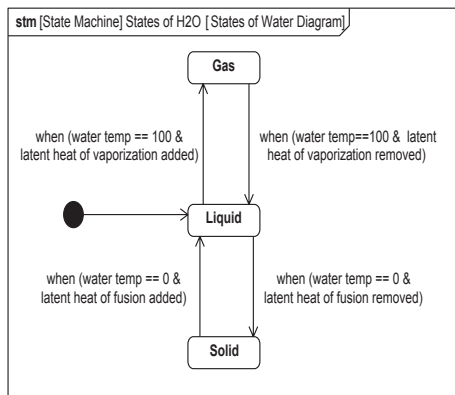 stm [State Machine] States of H2O [ States of Water Diagram]
Gas
when (water temp == 100 &
latent heat of vaporization added)
when (water temp==100 & latent
heat of vaporization removed)
Liquid
when (water temp == 0 &
latent heat of fusion added)
when (water temp == 0 &
latent heat of fusion removed)
Solid